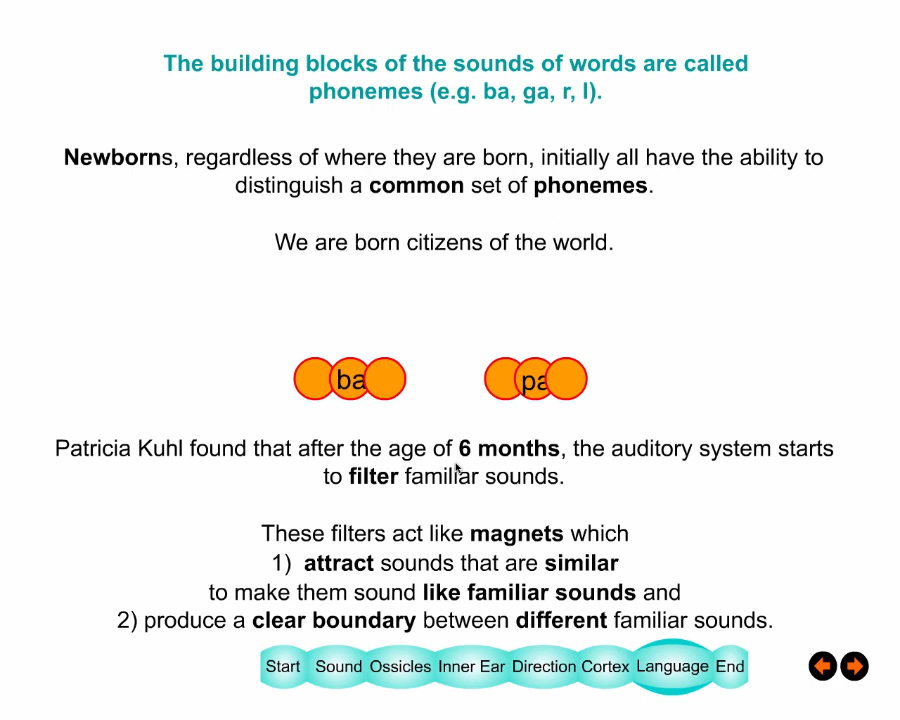 The building blocks of the sounds of words are called
phonemes (e.g. ba, ga, r, l).
Newborns, regardless of where they are born, initially all have the ability to
distinguish a common set of phonemes.
We are born citizens of the world.
ba pa
Patricia Kuhl found that after the age of 6 months, the auditory system starts
to filter familiar sounds.
These filters act like magnets which
1) attract sounds that are similar
to make them sound like familiar sounds and
2) produce a clear boundary between different familiar sounds.
Start Sound Ossicles Inner Ear Direction Cortex Language End